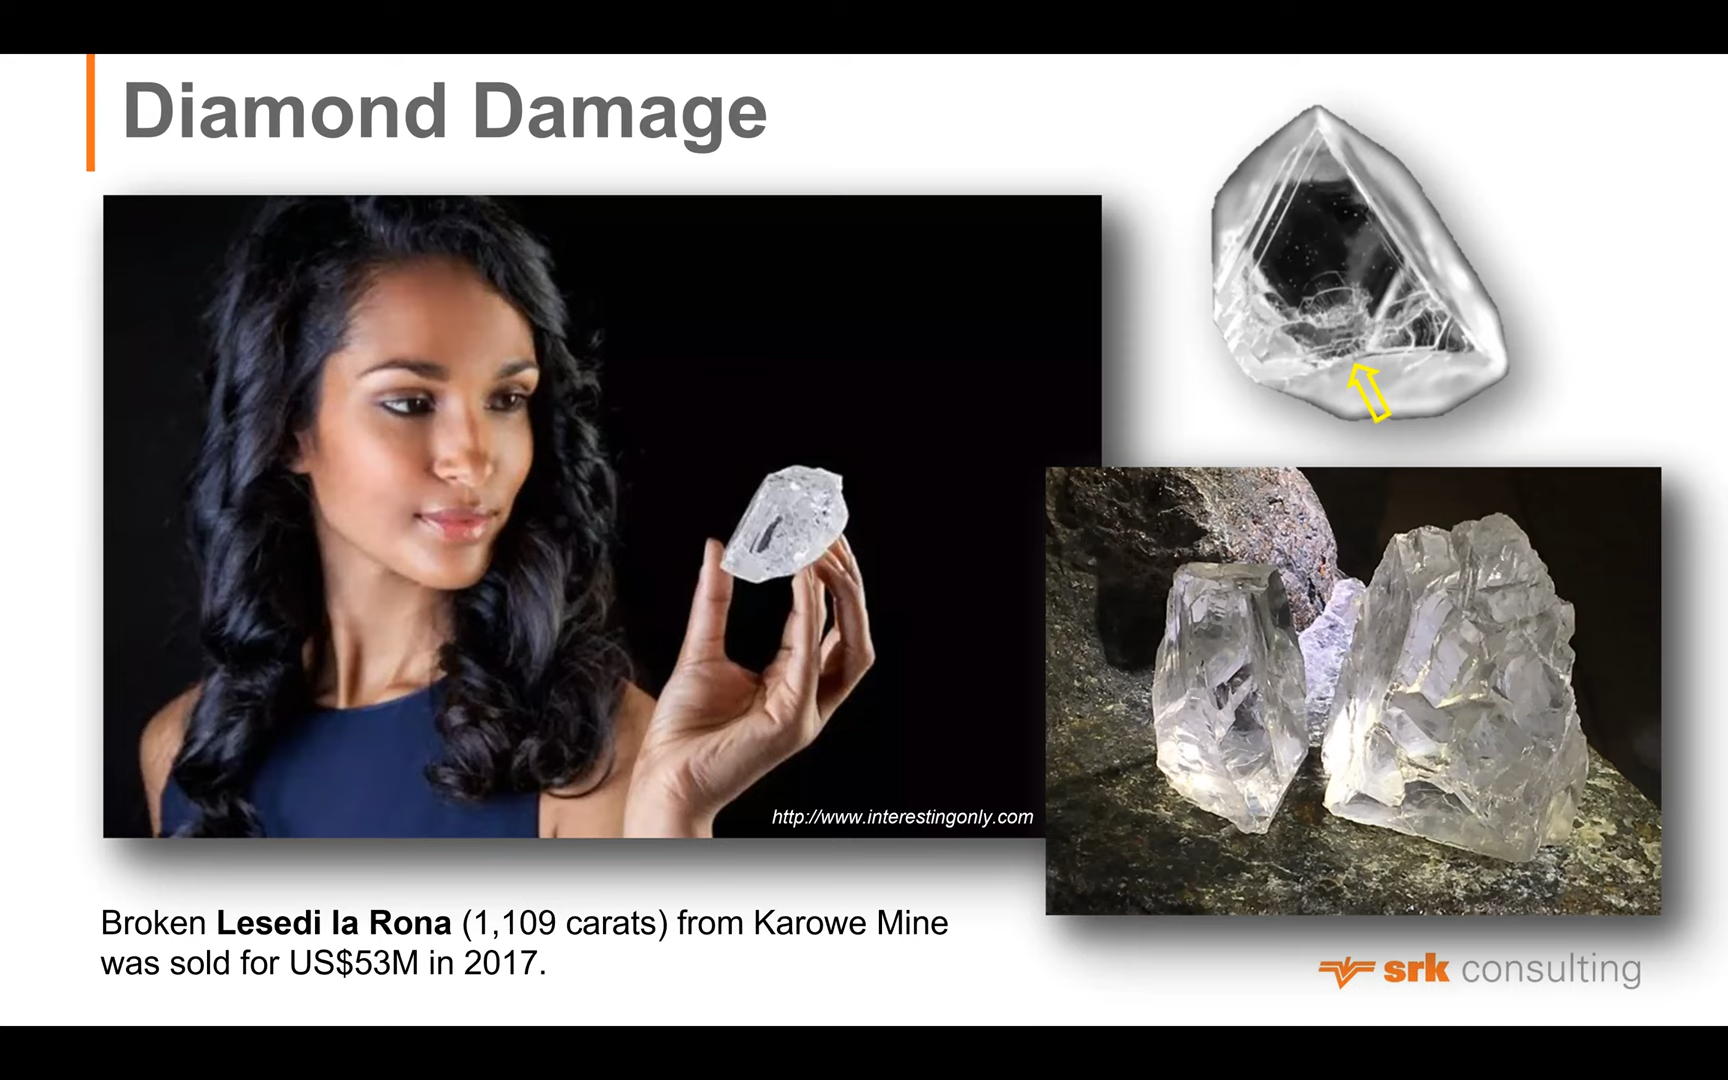 Diamond Damage
http://www.interestingonly.com
Broken Lesedi la Rona (1,109 carats) from Karowe Mine
was sold for US$53M in 2017.
srk consulting